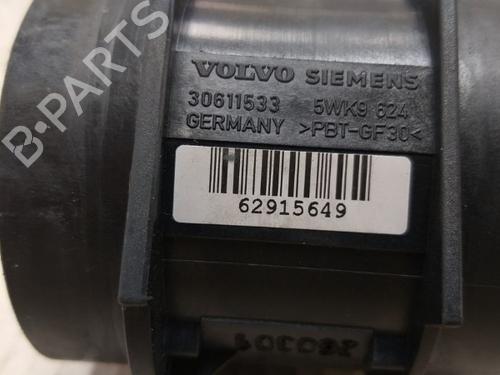 B-PARTS
VOLVO SIEMENS
30611533 5WK9 624
GERMANY >PBT-GF30<
62915649